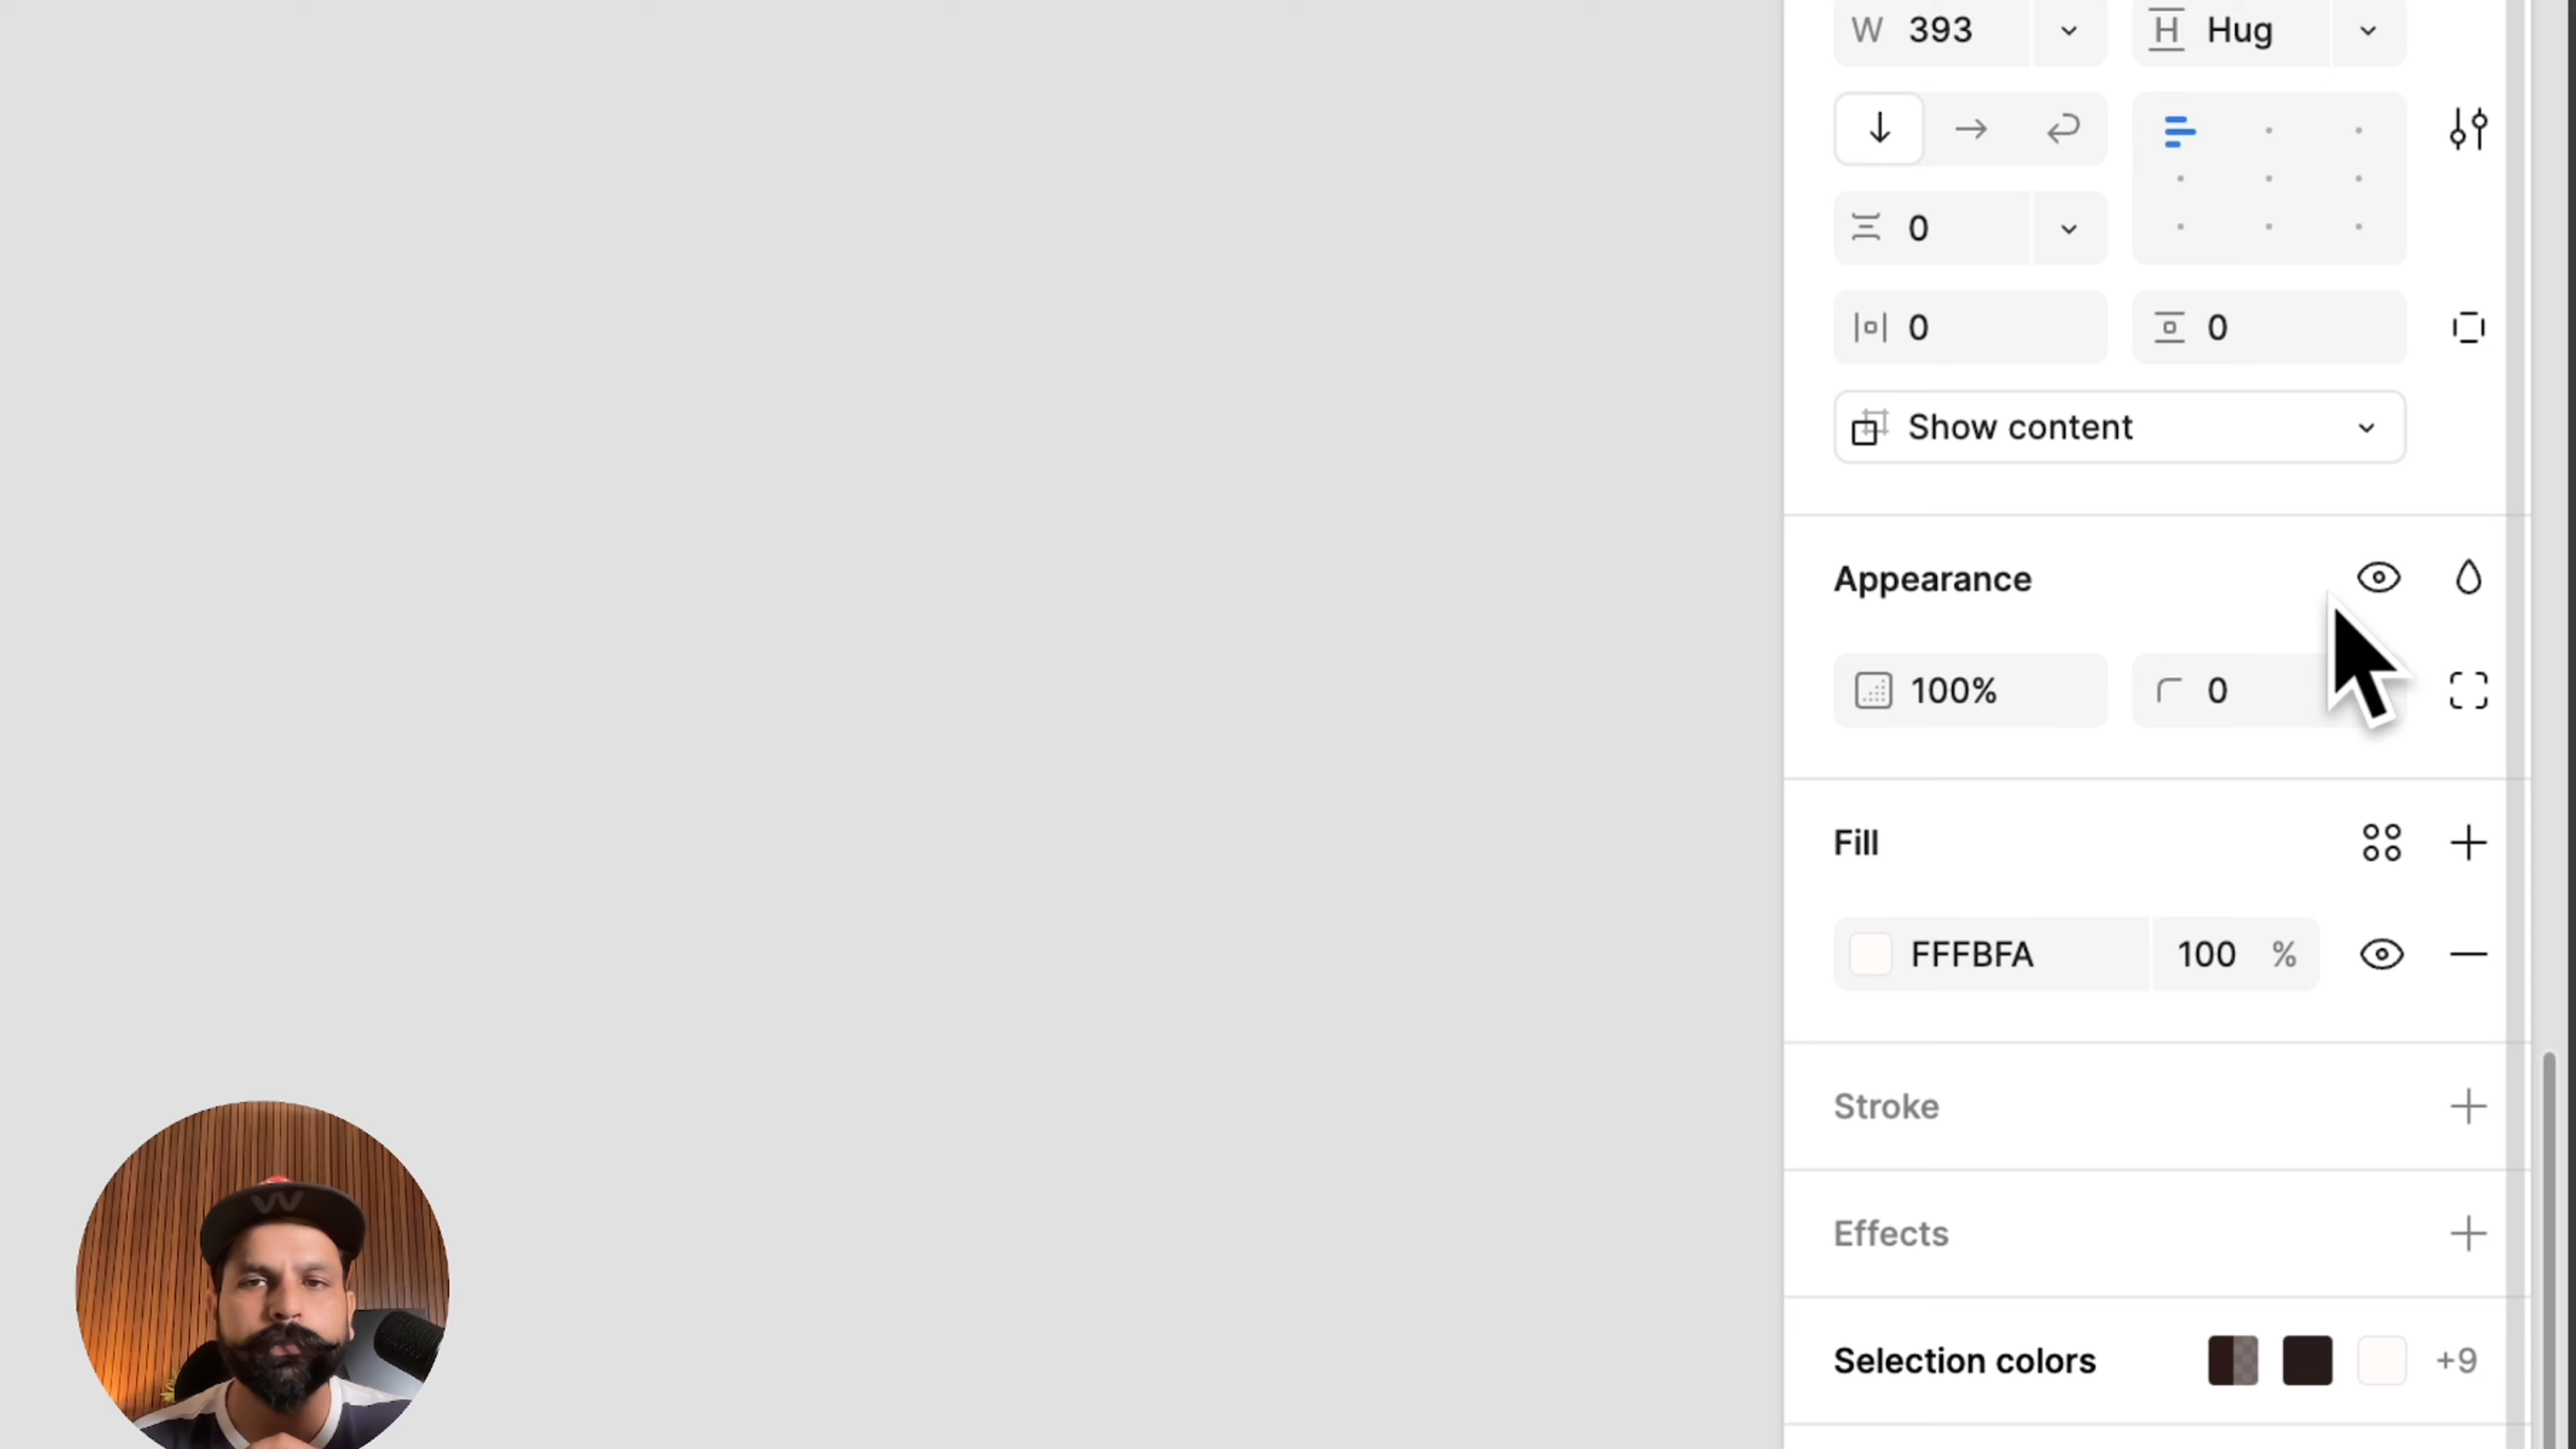 W 393 H Hug
0
0 0
Show content
Appearance
100% 0
Fill
FFFBFA 100 %
Stroke
Effects
Selection colors +9